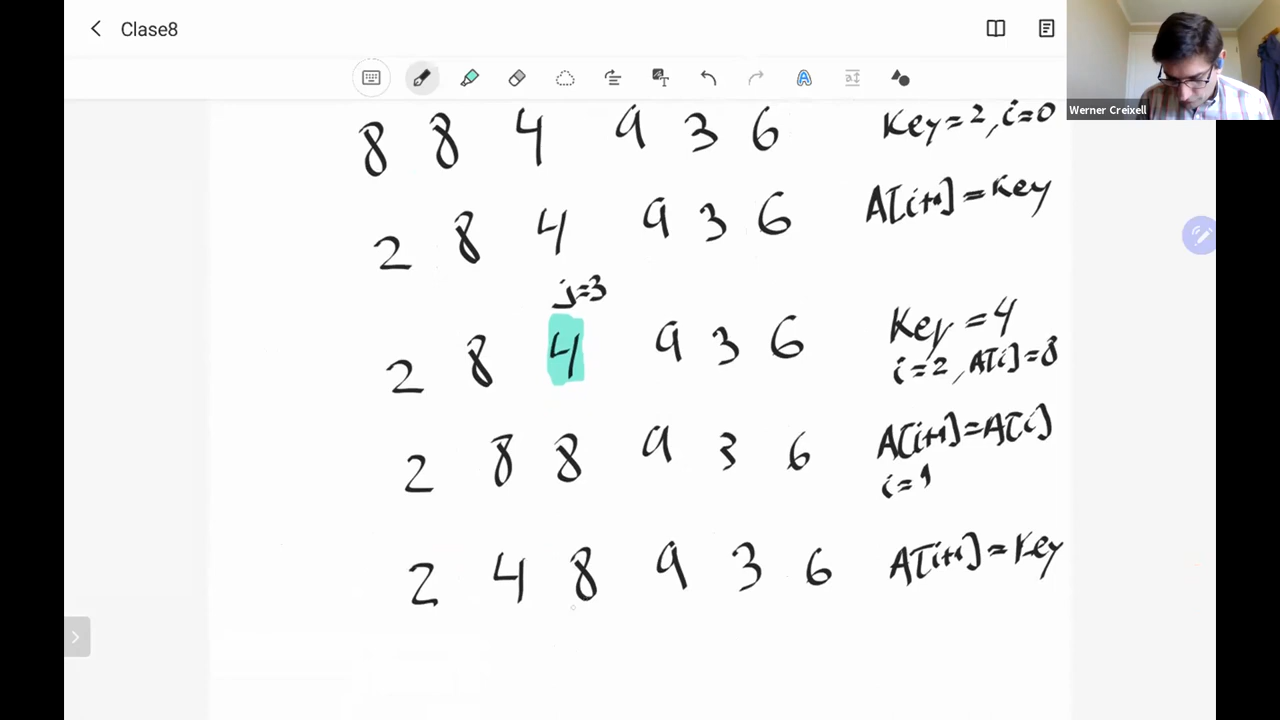 Clase8
Werner Creixell
8 8 4 9 3 6 Key=2, i=0
2 8 4 9 3 6 A[i+1]=Key
j=3
2 8 4 9 3 6 Key=4
i=2, A[i]=8
2 8 8 9 3 6 A[i+1]=A[i]
i=1
2 4 8 9 3 6 A[i+1]=Key